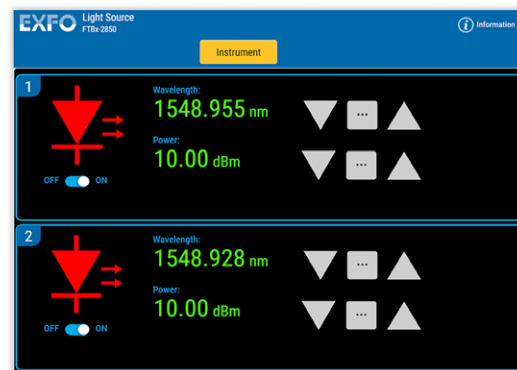 EXFO Light Source
FTBx-2850
Information
Instrument
1
Wavelength:
1548.955 nm
...
Power:
10.00 dBm
...
OFF ON
2
Wavelength:
1548.928 nm
...
Power:
10.00 dBm
...
OFF ON